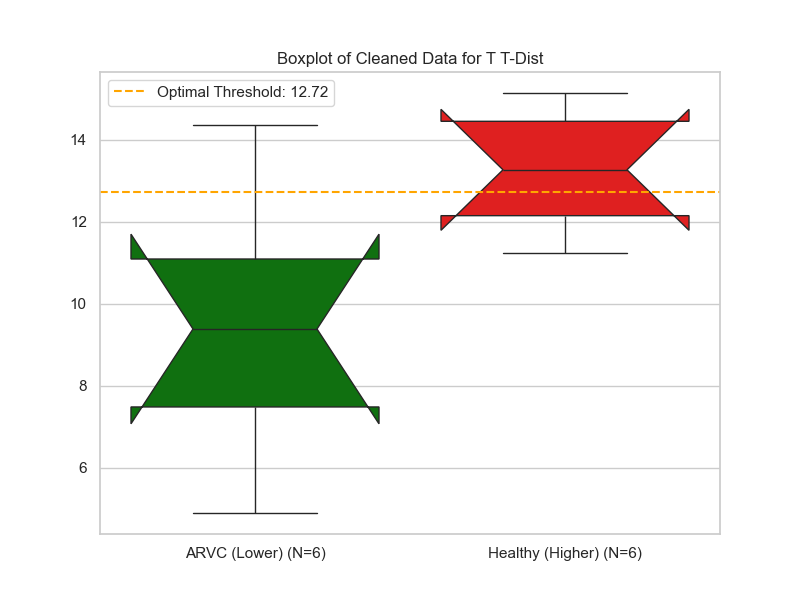 Boxplot of Cleaned Data for T T-Dist
Optimal Threshold: 12.72
14
12
10
8
6
ARVC (Lower) (N=6)
Healthy (Higher) (N=6)